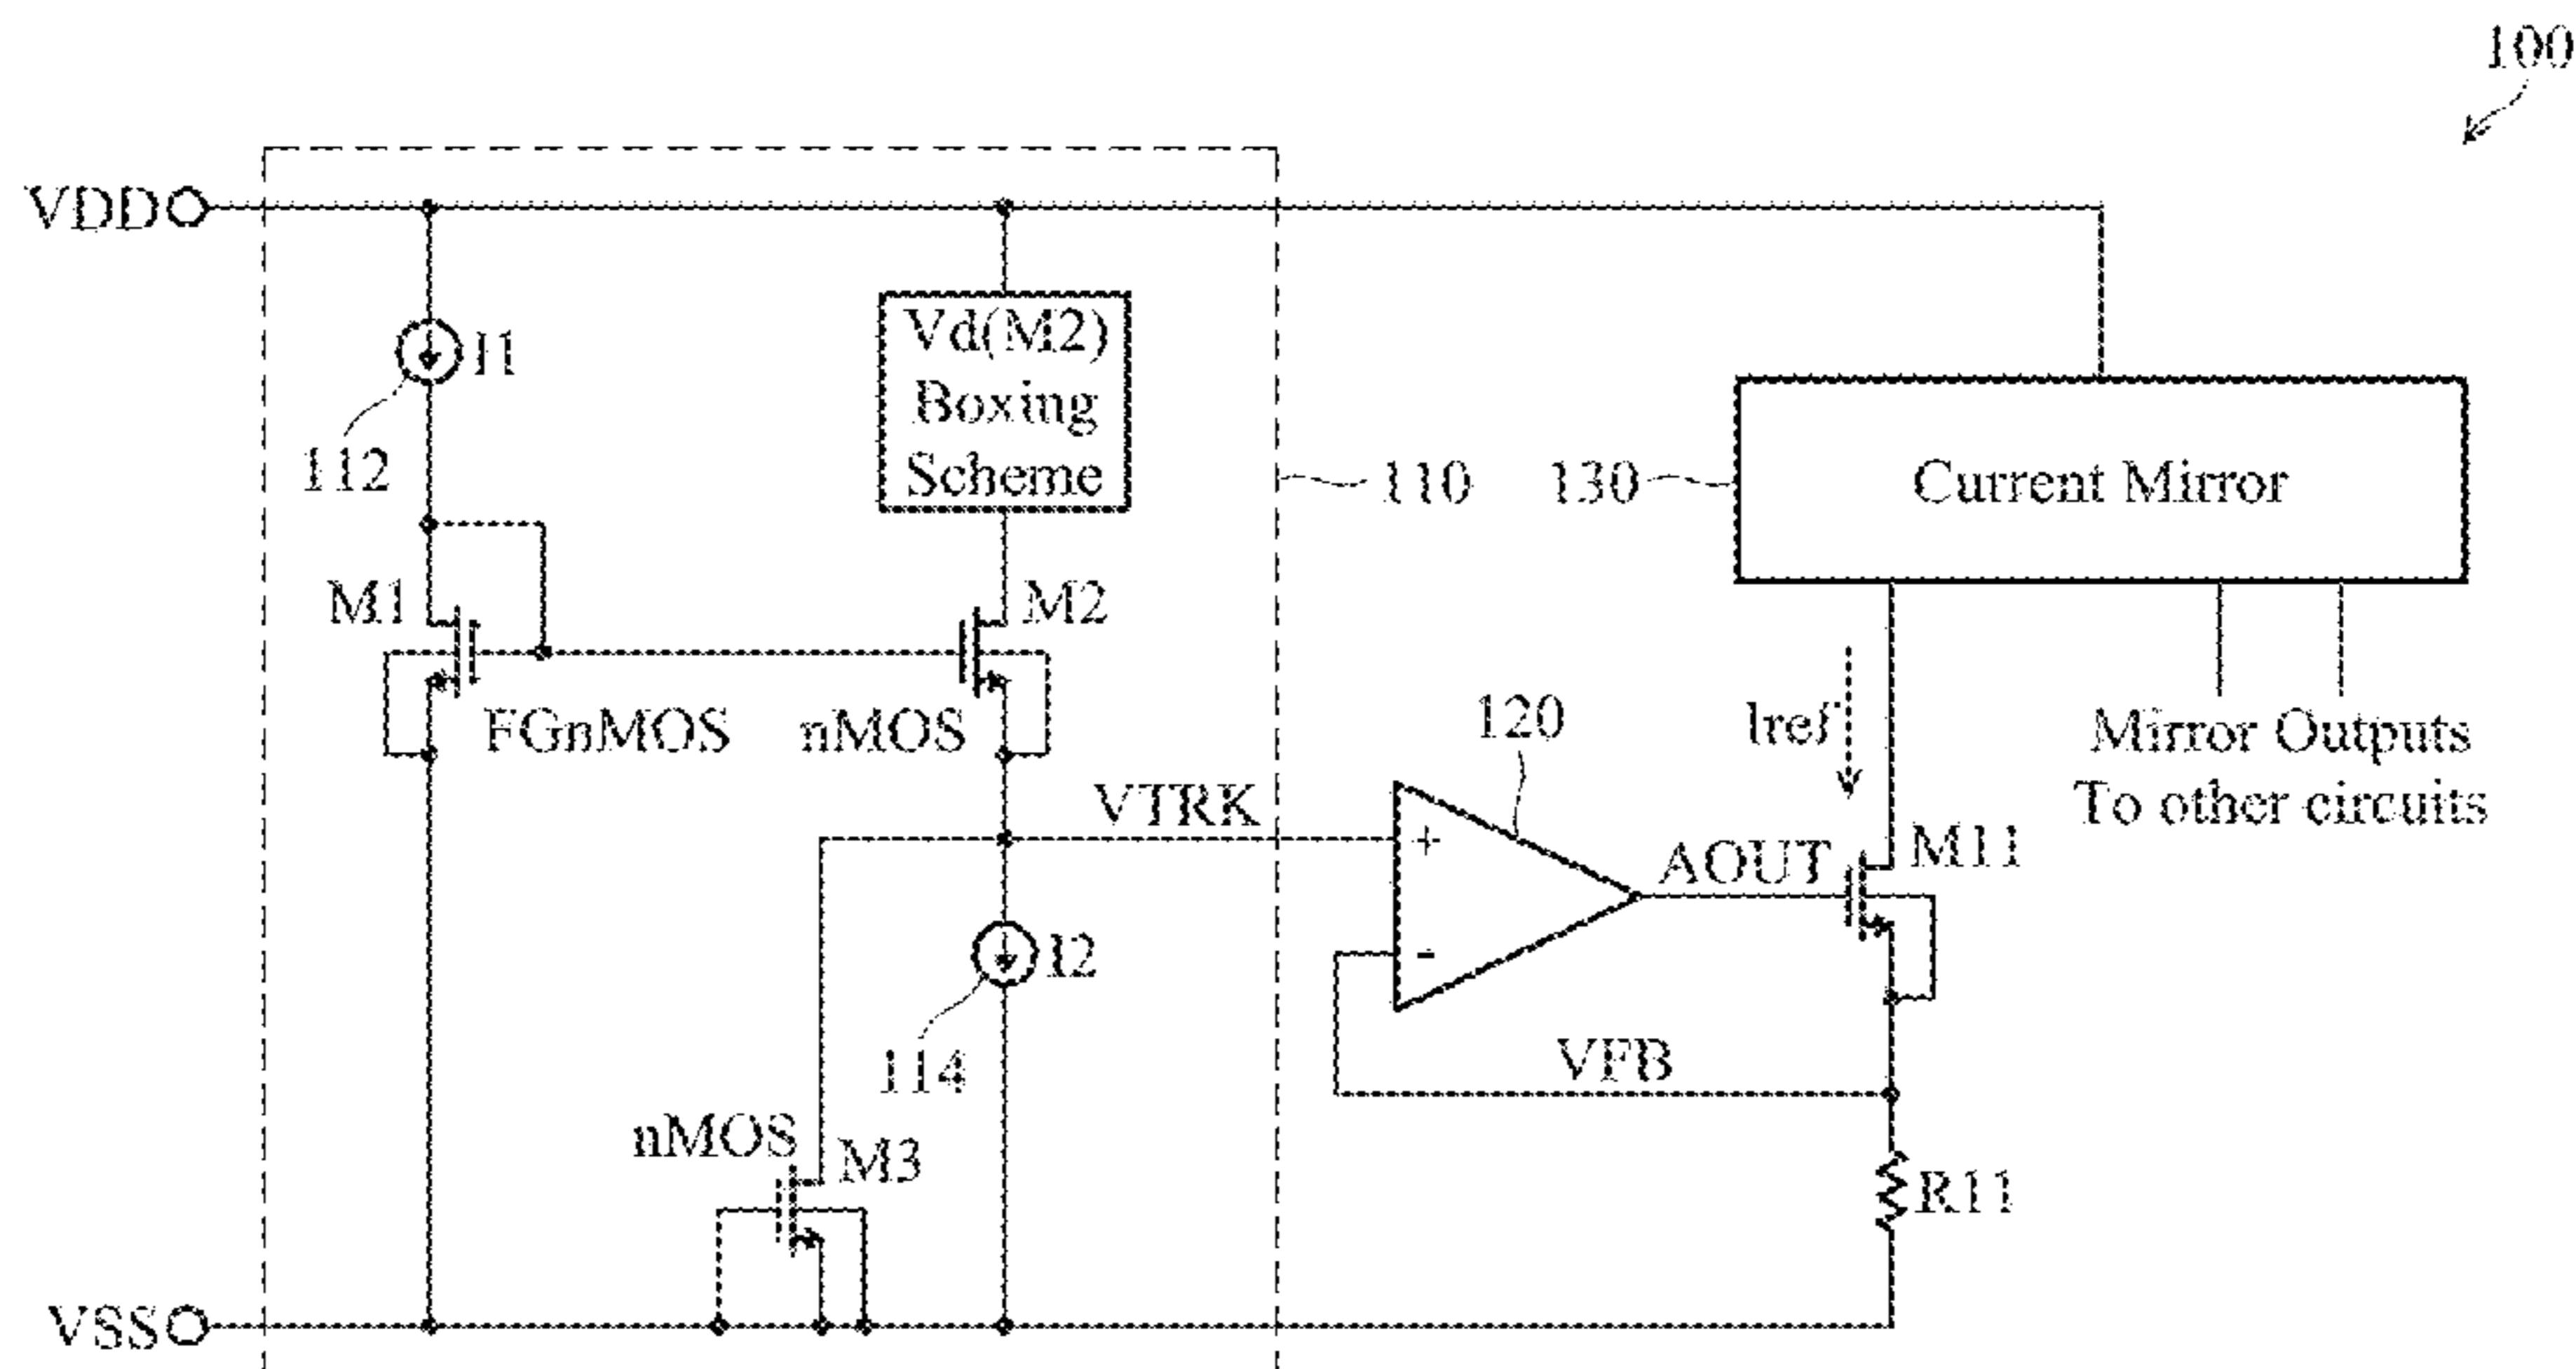 100
VDD
I1
Vd(M2)
Boxing
Scheme
112
110
130
Current Mirror
M1
M2
FGnMOS
nMOS
Iref
Mirror Outputs
To other circuits
120
VTRK
+
AOUT
M11
-
I2
114
VFB
nMOS
M3
R11
VSS